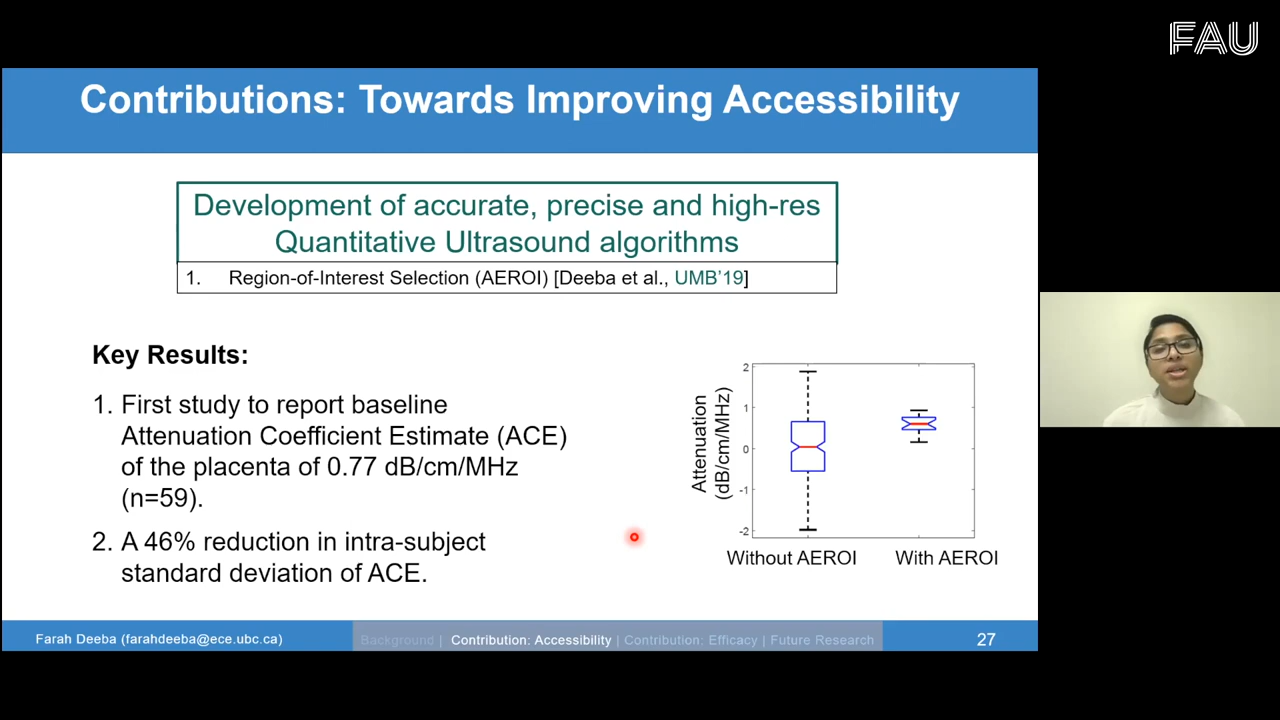 FAU
Contributions: Towards Improving Accessibility
Development of accurate, precise and high-res
Quantitative Ultrasound algorithms
1. Region-of-Interest Selection (AEROI) [Deeba et al., UMB'19]
Key Results:
1. First study to report baseline
Attenuation Coefficient Estimate (ACE)
of the placenta of 0.77 dB/cm/MHz
(n=59).
2. A 46% reduction in intra-subject
standard deviation of ACE.
Attenuation
(dB/cm/MHz)
2
1
0
-1
-2
Without AEROI
With AEROI
Farah Deeba (farahdeeba@ece.ubc.ca)
Background | Contribution: Accessibility | Contribution: Efficacy | Future Research
27